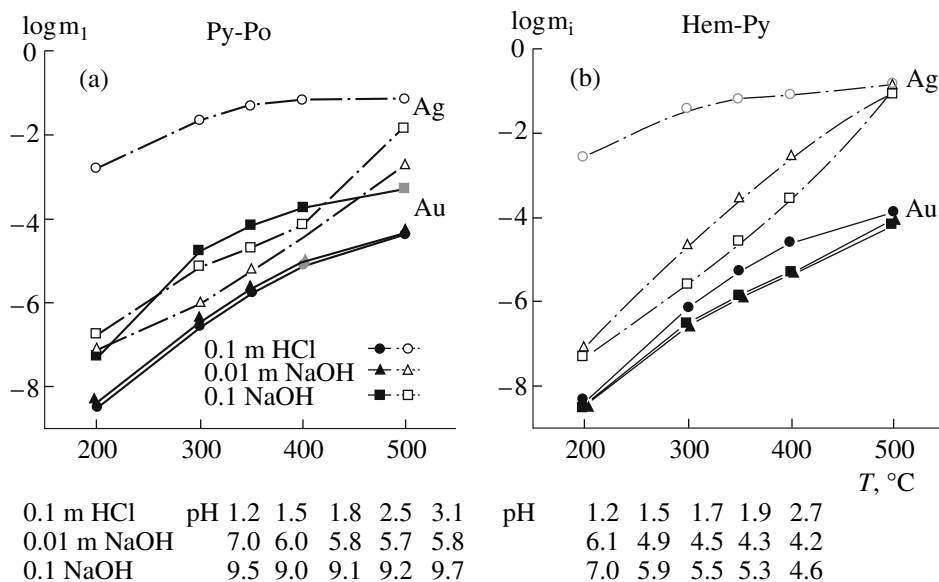 log m₁ Py-Po
0
(a)
Ag
−2
Au
−4
−6
0.1 m HCl
0.01 m NaOH
−8
0.1 NaOH
200 300 400 500
log mᵢ Hem-Py
0
(b)
Ag
−2
Au
−4
−6
−8
200 300 400 500
T, °C
0.1 m HCl pH 1.2 1.5 1.8 2.5 3.1
0.01 m NaOH 7.0 6.0 5.8 5.7 5.8
0.1 NaOH 9.5 9.0 9.1 9.2 9.7
pH 1.2 1.5 1.7 1.9 2.7
6.1 4.9 4.5 4.3 4.2
7.0 5.9 5.5 5.3 4.6